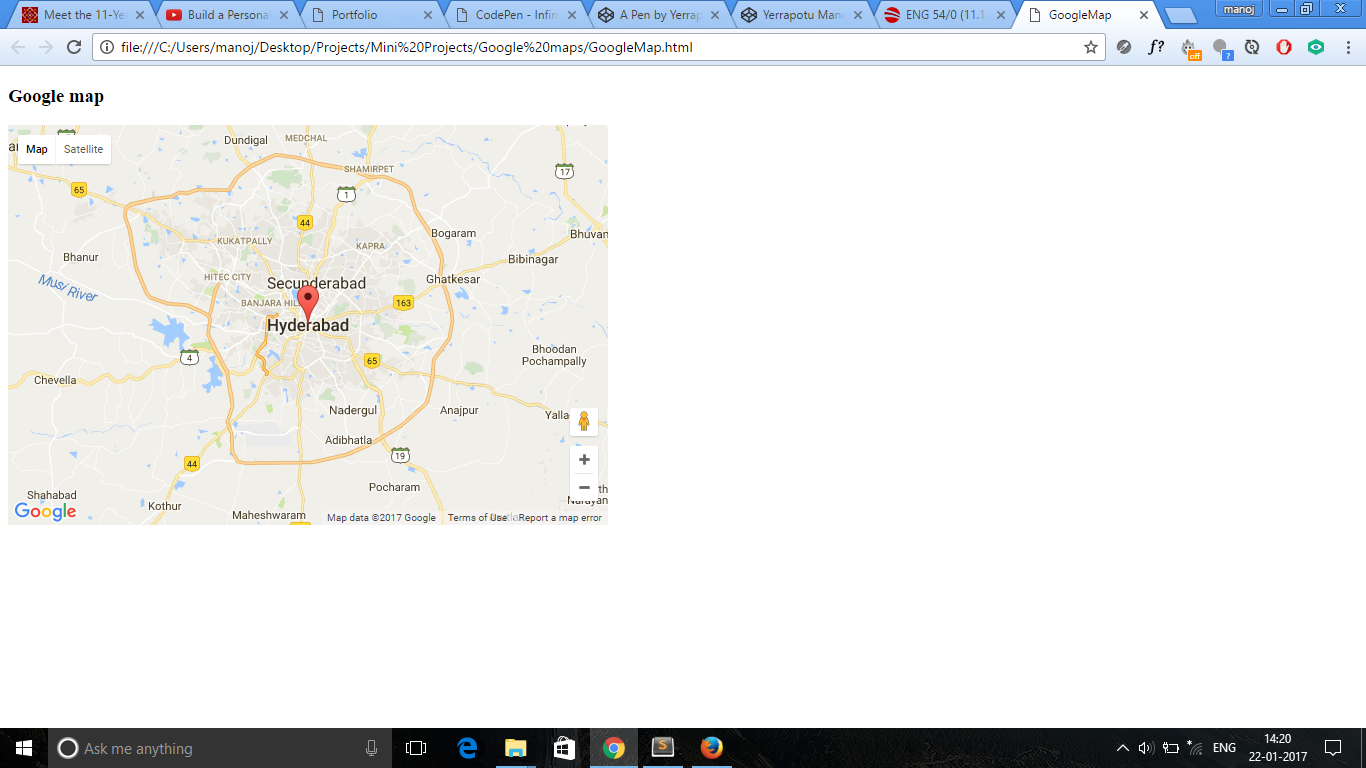 Meet the 11-Ye
Build a Persona
Portfolio
CodePen - Infin
A Pen by Yerrap
Yerrapotu Mano
ENG 54/0 (11.1
GoogleMap
manoj
file:///C:/Users/manoj/Desktop/Projects/Mini%20Projects/Google%20maps/GoogleMap.html
f?
off
?
Google map
Map
Satellite
Dundigal
MEDCHAL
SHAMIRPET
17
65
1
44
KUKATPALLY
KAPRA
Bogaram
Bhuvan
Bhanur
Bibinagar
HITEC CITY
Secunderabad
Ghatkesar
Musi River
BANJARA HIL
163
Hyderabad
4
65
Bhoodan
Pochampally
Chevella
Nadergul
Anajpur
Yalla
Adibhatla
19
44
Pocharam
Shahabad
Kothur
Maheshwaram
th
Narayan
Google
Map data ©2017 Google
Terms of Use
Report a map error
Ask me anything
ENG
14:20
22-01-2017